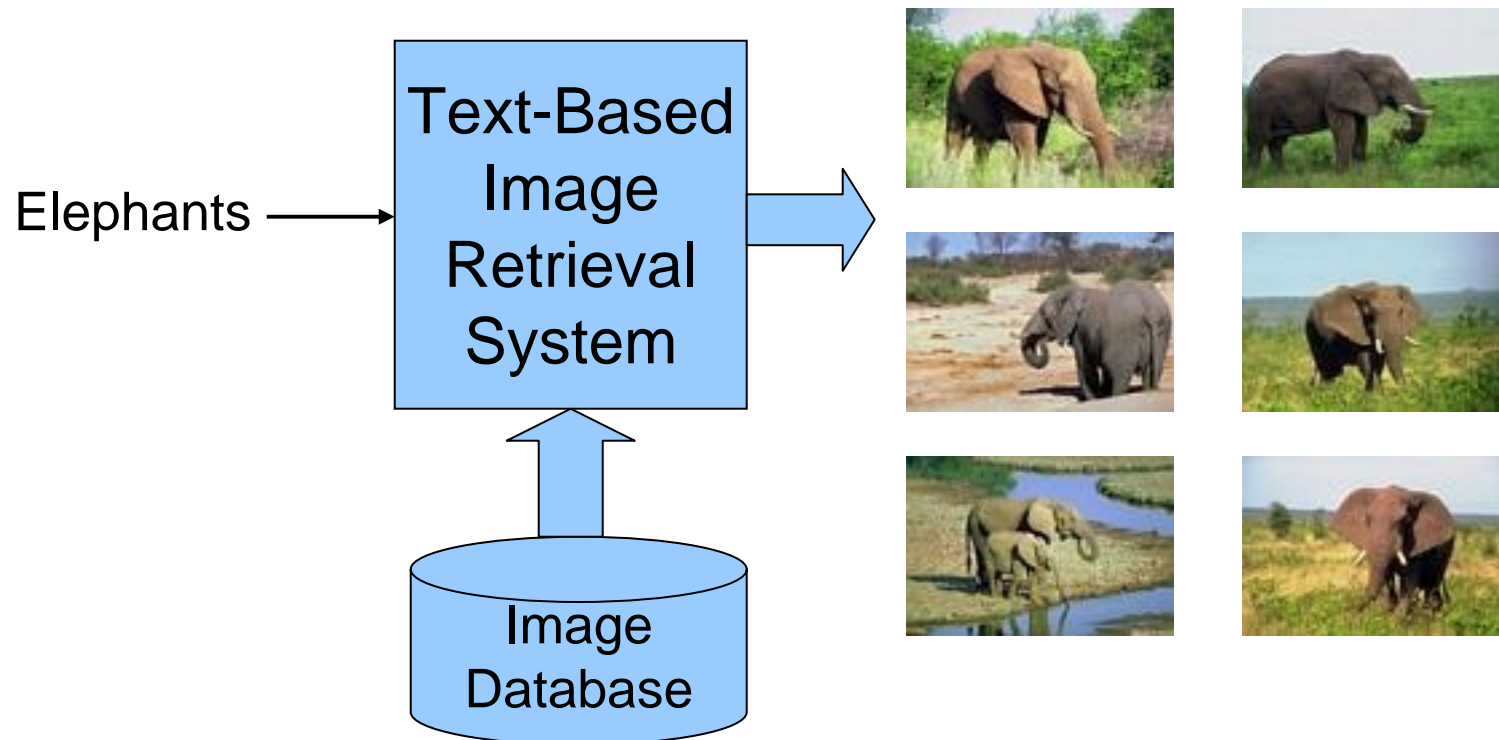 Elephants
Text-Based
Image
Retrieval
System
Image
Database